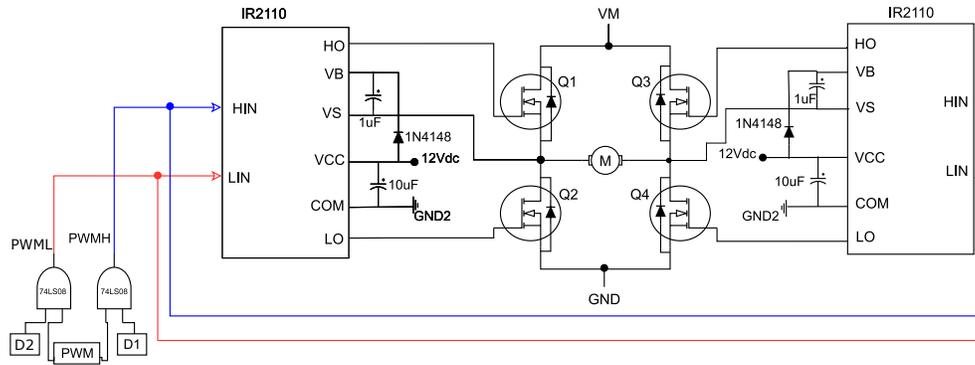 IR2110
VM
IR2110
HO
HO
VB
Q1
Q3
VB
1uF
HIN
VS
1uF
VS
HIN
1N4148
1N4148
VCC
12Vdc
M
12Vdc
VCC
LIN
10uF
Q2
Q4
10uF
LIN
COM
GND2
GND2
COM
LO
LO
PWML
PWMH
74LS08
74LS08
GND
D2
PWM
D1